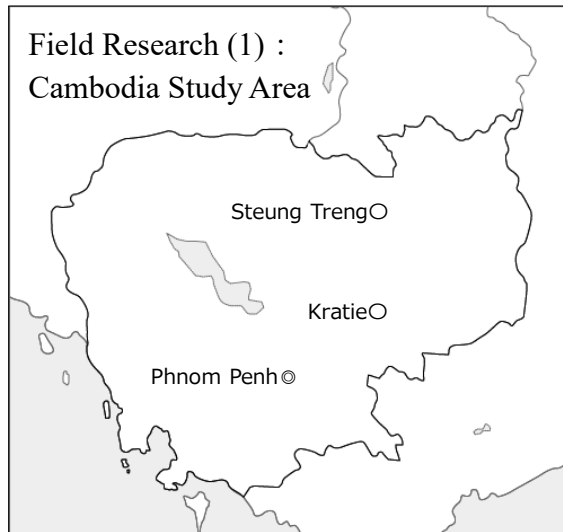 Field Research (1) :
Cambodia Study Area
Steung Treng
Kratie
Phnom Penh